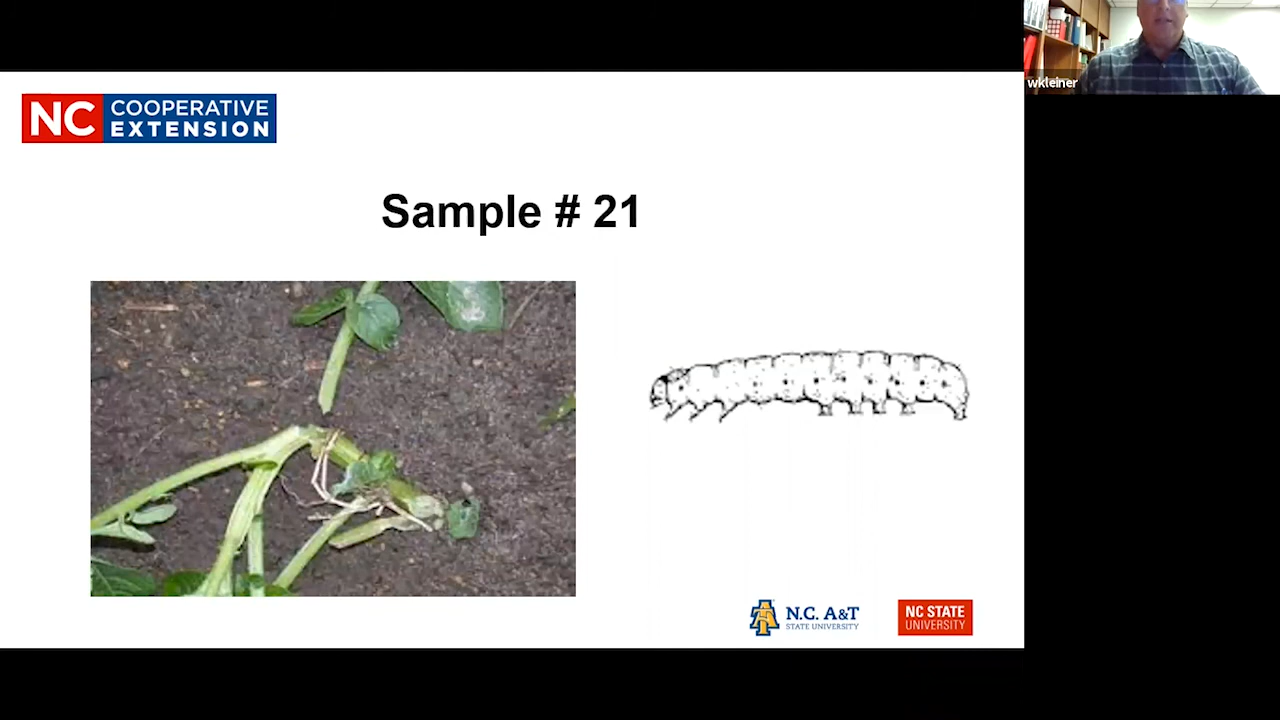 NC COOPERATIVE
EXTENSION
Sample # 21
N.C. A&T
STATE UNIVERSITY
NC STATE
UNIVERSITY
wkleiner